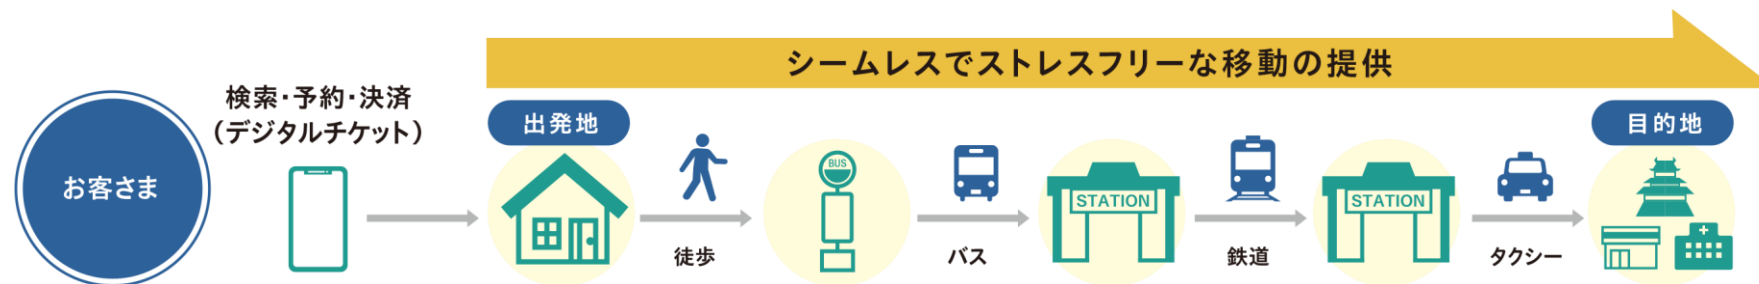 シームレスでストレスフリーな移動の提供
お客さま
検索・予約・決済
（デジタルチケット）
出発地
徒歩
BUS
バス
STATION
鉄道
STATION
タクシー
目的地